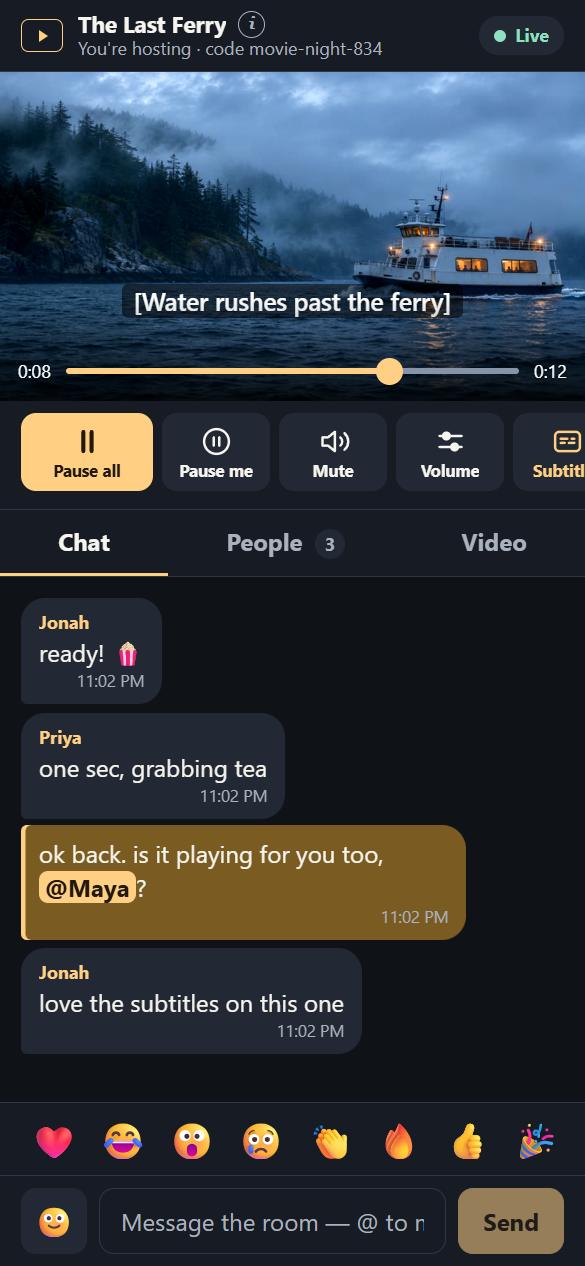 The Last Ferry
You're hosting · code movie-night-834
Live
[Water rushes past the ferry]
0:08
0:12
Pause all
Pause me
Mute
Volume
Subtitl
Chat
People 3
Video
Jonah
ready! 🍿
11:02 PM
Priya
one sec, grabbing tea
11:02 PM
ok back. is it playing for you too,
@Maya?
11:02 PM
Jonah
love the subtitles on this one
11:02 PM
Message the room — @ to
Send